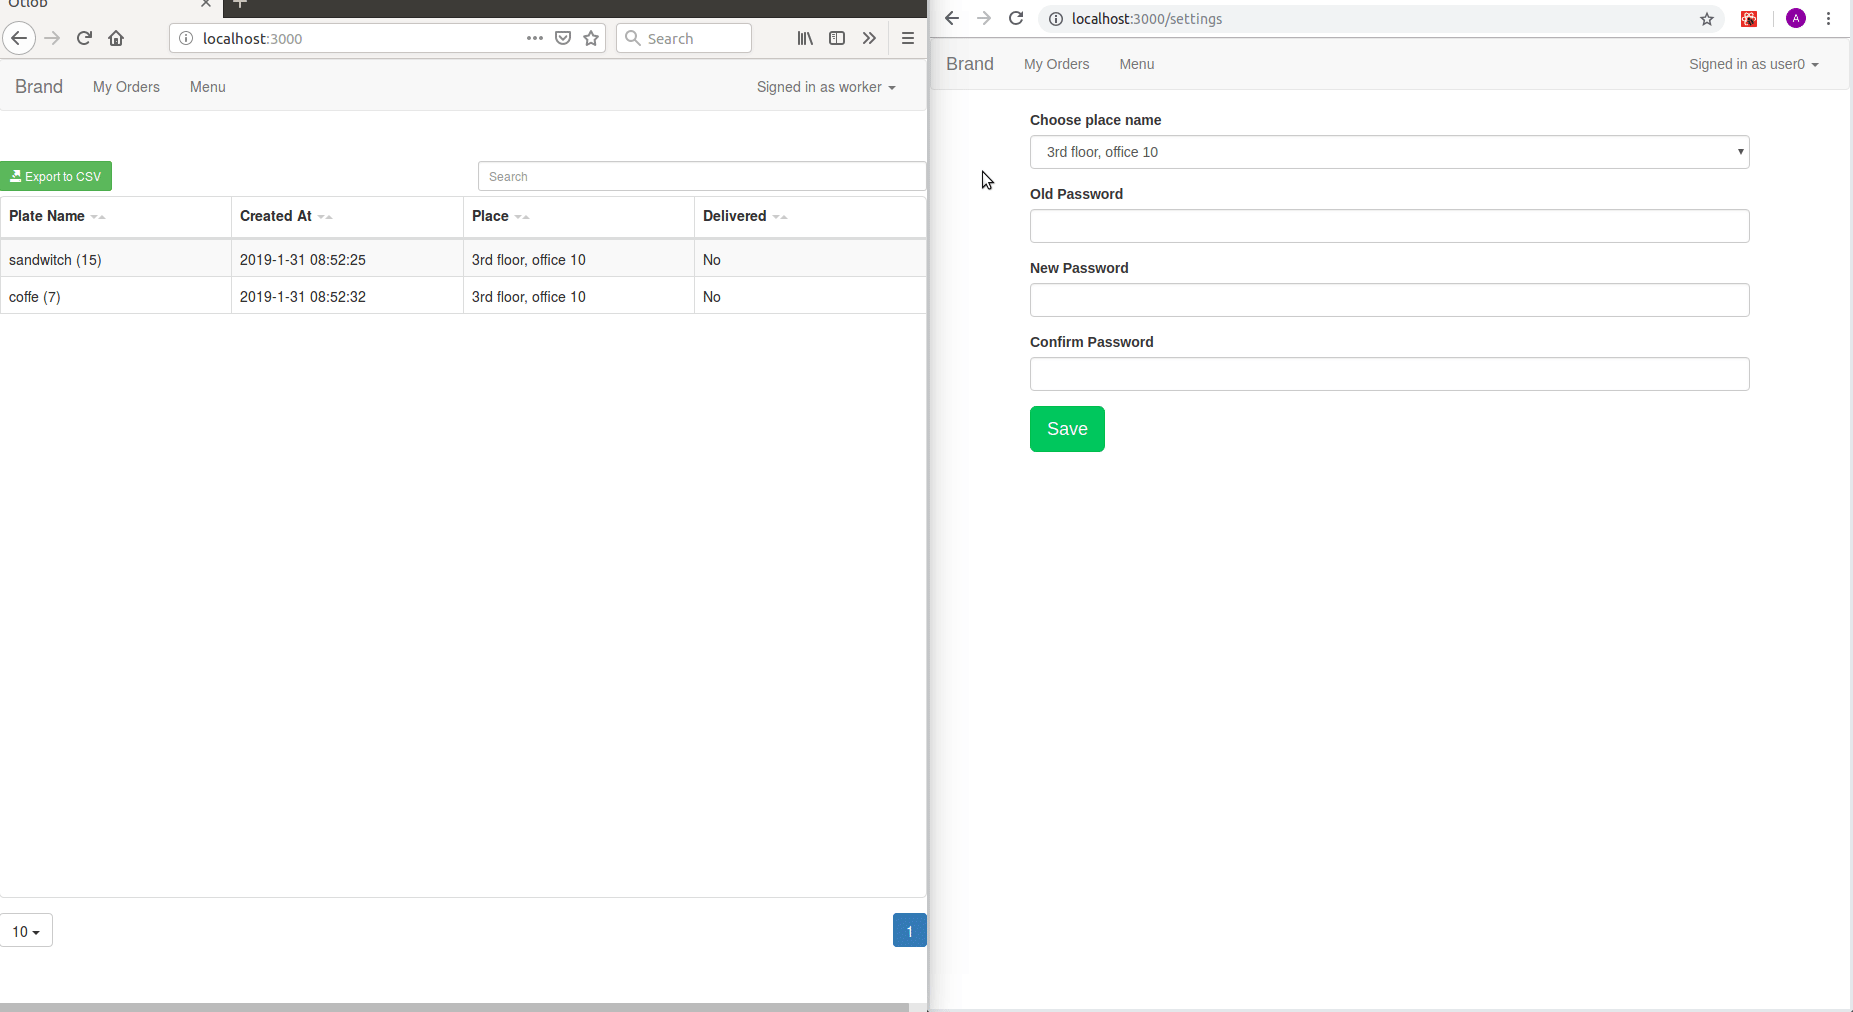 Otlob
localhost:3000
Search
Brand My Orders Menu Signed in as worker
Export to CSV
Search
Plate Name Created At Place Delivered
sandwitch (15) 2019-1-31 08:52:25 3rd floor, office 10 No
coffe (7) 2019-1-31 08:52:32 3rd floor, office 10 No
10
1
localhost:3000/settings
A
Brand My Orders Menu Signed in as user0
Choose place name
3rd floor, office 10
Old Password
New Password
Confirm Password
Save